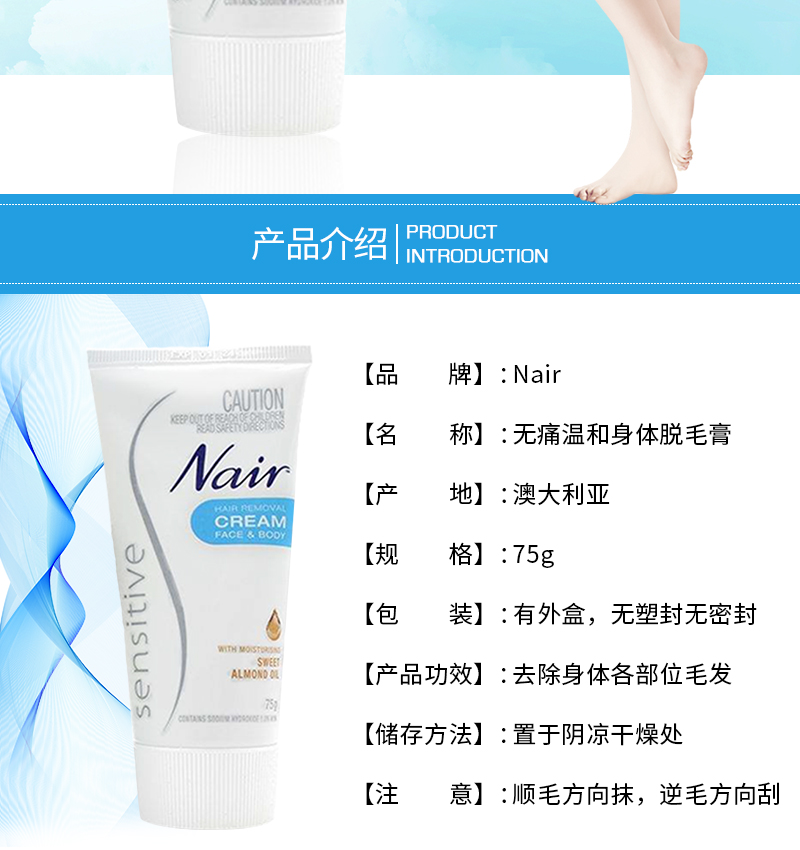 产品介绍
PRODUCT
INTRODUCTION
CAUTION
KEEP OUT OF REACH OF CHILDREN
READ SAFETY DIRECTIONS
Nair
HAIR REMOVAL
CREAM
FACE & BODY
sensitive
WITH MOISTURISING
SWEET
ALMOND OIL
75g
【品 牌】: Nair
【名 称】: 无痛温和身体脱毛膏
【产 地】: 澳大利亚
【规 格】: 75g
【包 装】: 有外盒，无塑封无密封
【产品功效】: 去除身体各部位毛发
【储存方法】: 置于阴凉干燥处
【注 意】: 顺毛方向抹，逆毛方向刮